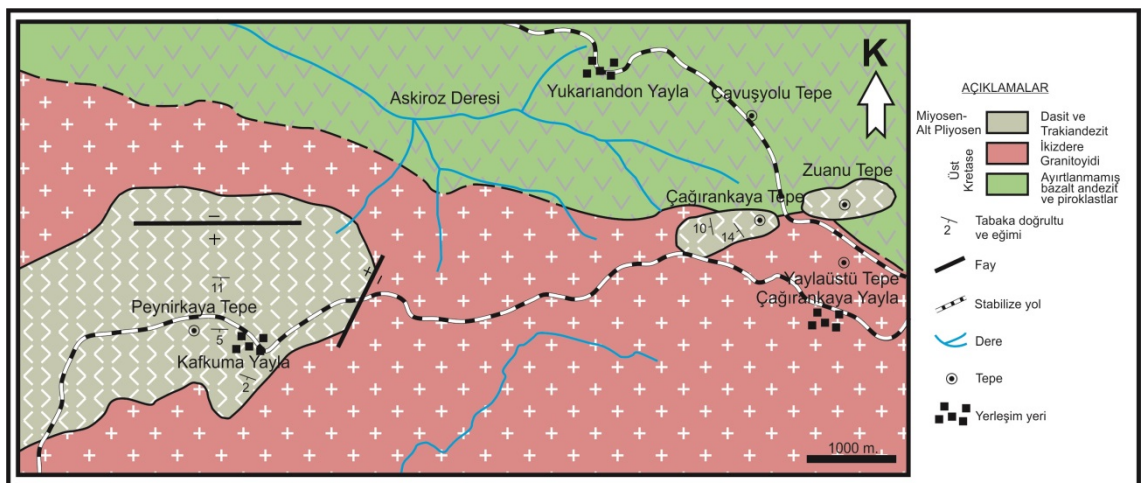 K
Askiroz Deresi
Yukarıandon Yayla
Çavuşyolu Tepe
Zuanu Tepe
Çağırankaya Tepe
10
14
Yaylaüstü Tepe
Çağırankaya Yayla
−
+
+ −
11
Peynirkaya Tepe
5
Kafkuma Yayla
2
1000 m.
AÇIKLAMALAR
Miyosen-
Alt Pliyosen
Dasit ve
Trakiandezit
Üst
Kretase
İkizdere
Granitoyidi
Ayırtlanmamış
bazalt andezit
ve piroklastlar
2
Tabaka doğrultu
ve eğimi
Fay
Stabilize yol
Dere
Tepe
Yerleşim yeri